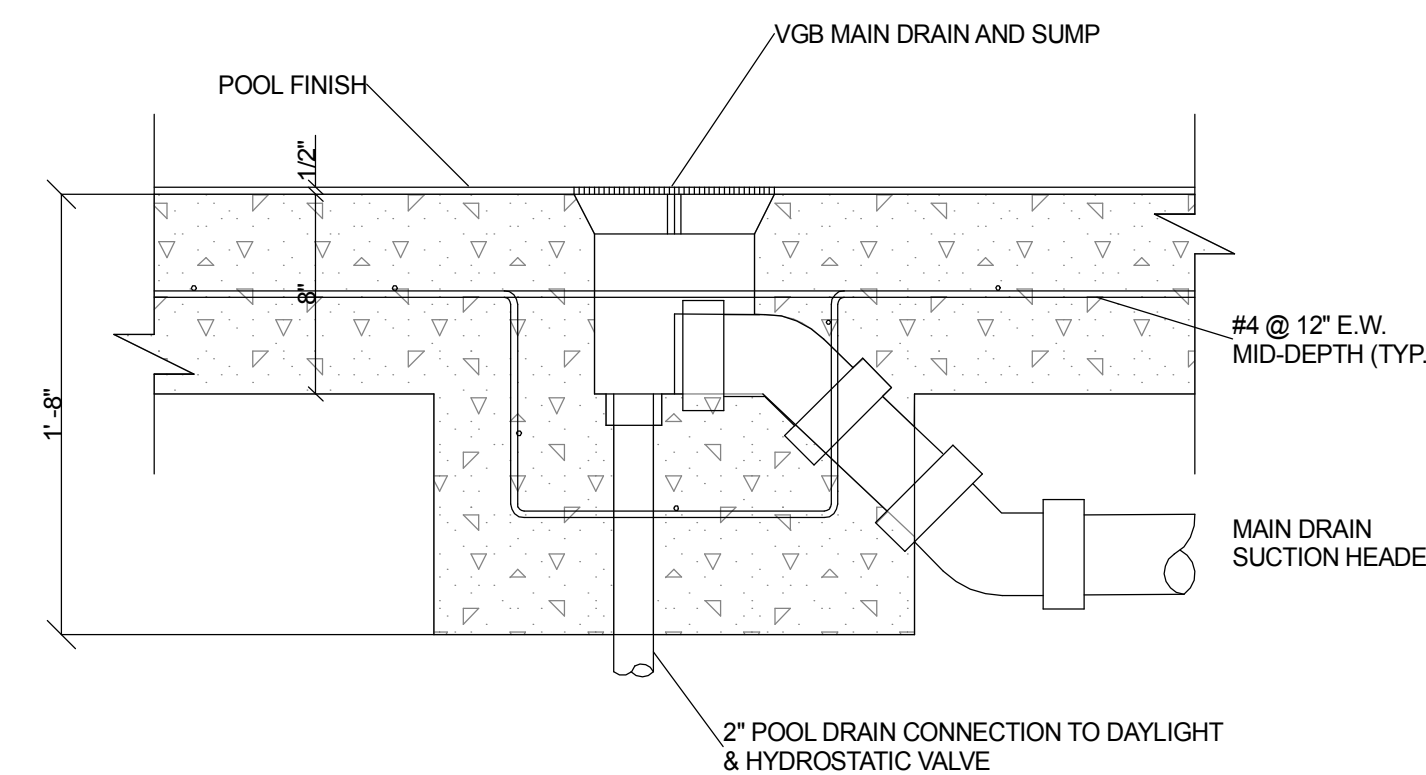 VGB MAIN DRAIN AND SUMP
POOL FINISH
1/2"
8"
1'-8"
#4 @ 12" E.W.
MID-DEPTH (TYP.
MAIN DRAIN
SUCTION HEADE
2" POOL DRAIN CONNECTION TO DAYLIGHT
& HYDROSTATIC VALVE